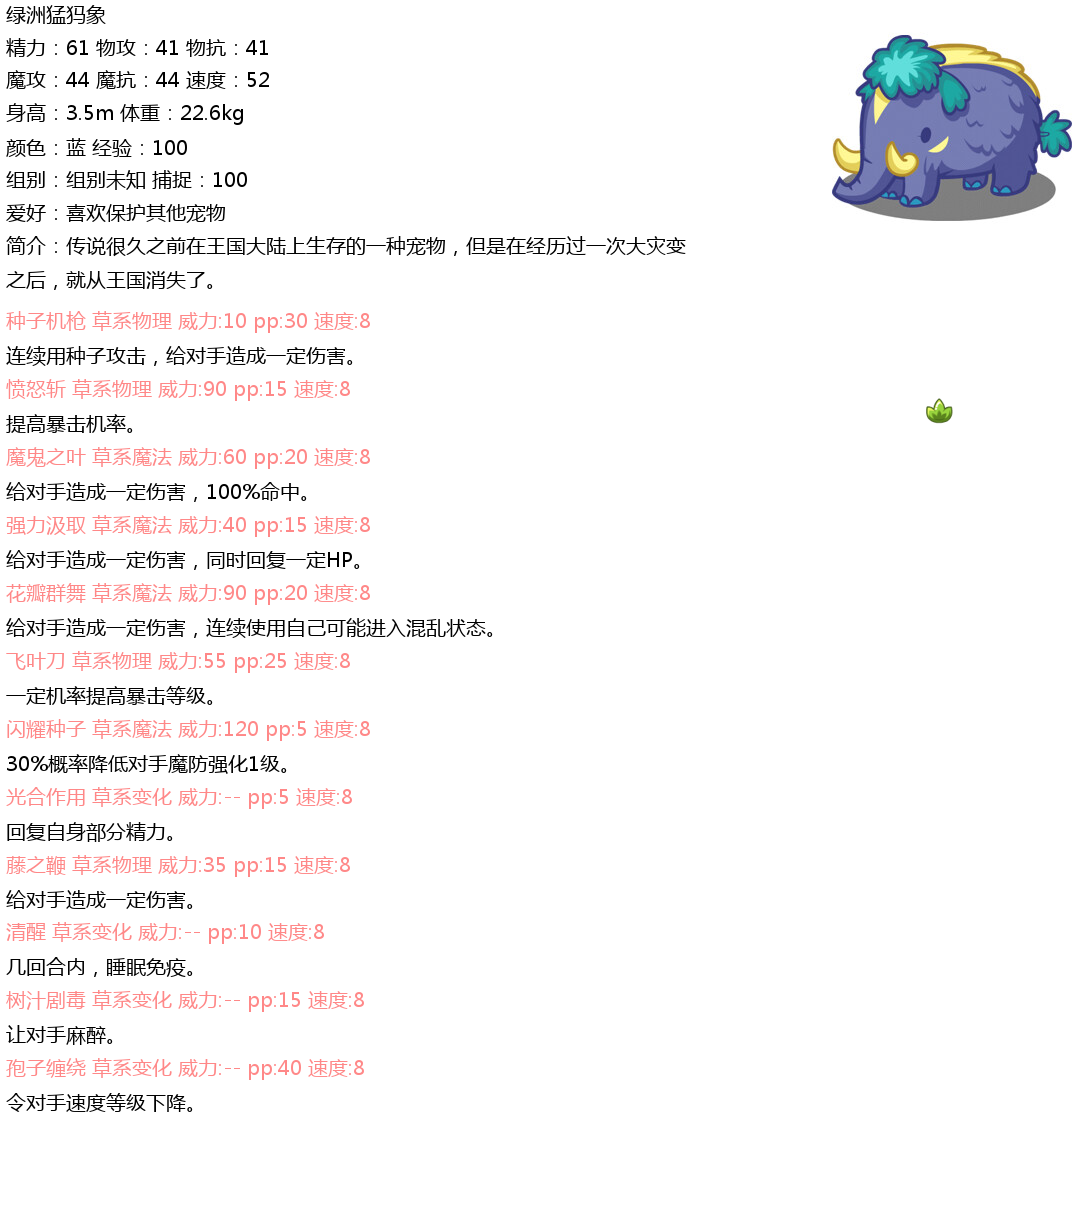 绿洲猛犸象
精力：61 物攻：41 物抗：41
魔攻：44 魔抗：44 速度：52
身高：3.5m 体重：22.6kg
颜色：蓝 经验：100
组别：组别未知 捕捉：100
爱好：喜欢保护其他宠物
简介：传说很久之前在王国大陆上生存的一种宠物，但是在经历过一次大灾变
之后，就从王国消失了。
种子机枪 草系物理 威力:10 pp:30 速度:8
连续用种子攻击，给对手造成一定伤害。
愤怒斩 草系物理 威力:90 pp:15 速度:8
提高暴击机率。
魔鬼之叶 草系魔法 威力:60 pp:20 速度:8
给对手造成一定伤害，100%命中。
强力汲取 草系魔法 威力:40 pp:15 速度:8
给对手造成一定伤害，同时回复一定HP。
花瓣群舞 草系魔法 威力:90 pp:20 速度:8
给对手造成一定伤害，连续使用自己可能进入混乱状态。
飞叶刀 草系物理 威力:55 pp:25 速度:8
一定机率提高暴击等级。
闪耀种子 草系魔法 威力:120 pp:5 速度:8
30%概率降低对手魔防强化1级。
光合作用 草系变化 威力:-- pp:5 速度:8
回复自身部分精力。
藤之鞭 草系物理 威力:35 pp:15 速度:8
给对手造成一定伤害。
清醒 草系变化 威力:-- pp:10 速度:8
几回合内，睡眠免疫。
树汁剧毒 草系变化 威力:-- pp:15 速度:8
让对手麻醉。
孢子缠绕 草系变化 威力:-- pp:40 速度:8
令对手速度等级下降。